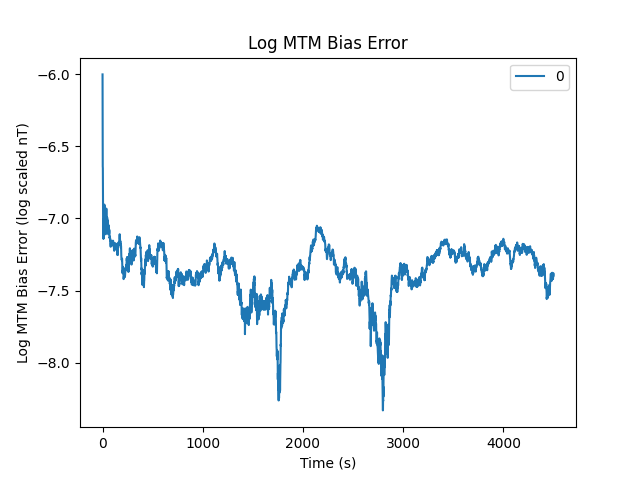 Log MTM Bias Error
0
Log MTM Bias Error (log scaled nT)
−6.0
−6.5
−7.0
−7.5
−8.0
0 1000 2000 3000 4000
Time (s)